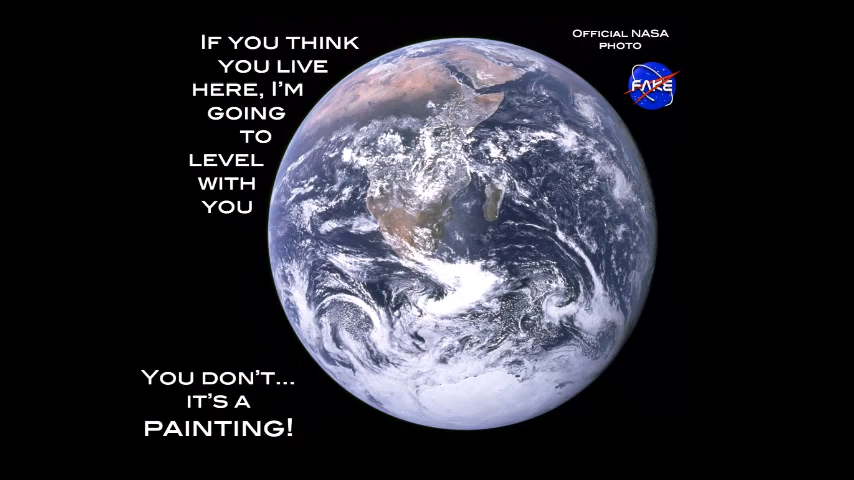 If you think
you live
here, I'm
going
to
level
with
you
Official NASA
photo
FAKE
You don't...
it's a
painting!